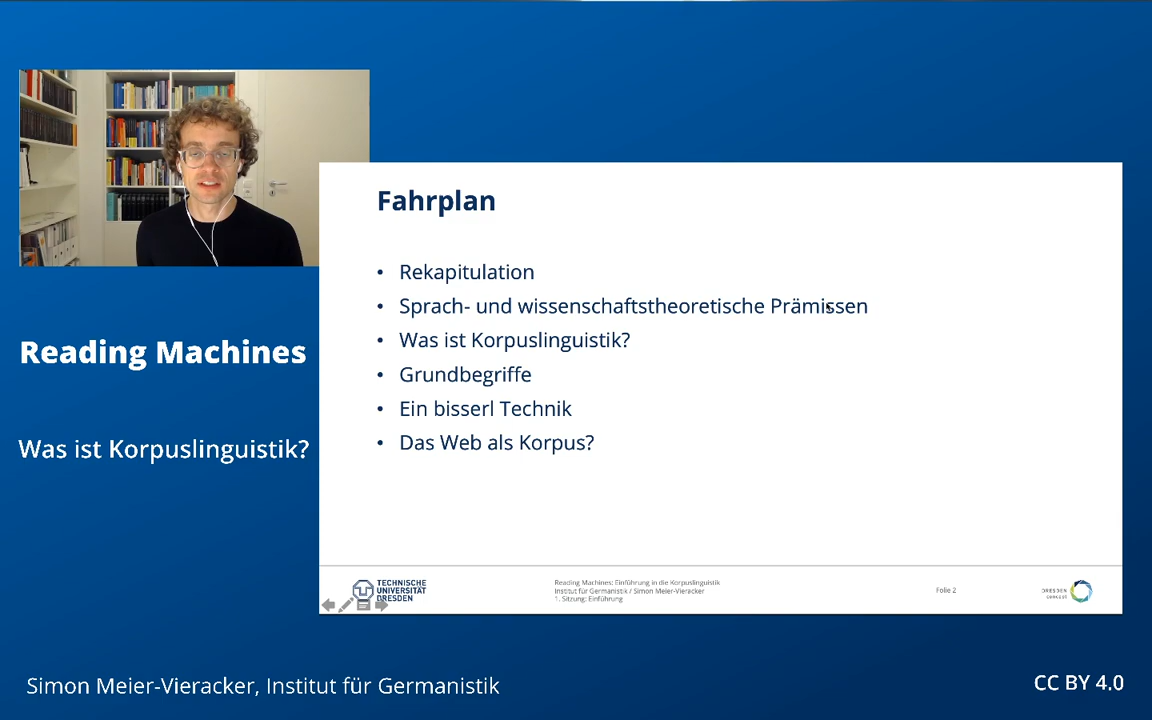 Reading Machines
Was ist Korpuslinguistik?
Fahrplan
• Rekapitulation
• Sprach- und wissenschaftstheoretische Prämissen
• Was ist Korpuslinguistik?
• Grundbegriffe
• Ein bisserl Technik
• Das Web als Korpus?
TECHNISCHE
UNIVERSITÄT
DRESDEN
Reading Machines: Einführung in die Korpuslinguistik
Institut für Germanistik / Simon Meier-Vieracker
1. Sitzung: Einführung
Folie 2
DRESDEN
concept
Simon Meier-Vieracker, Institut für Germanistik
CC BY 4.0